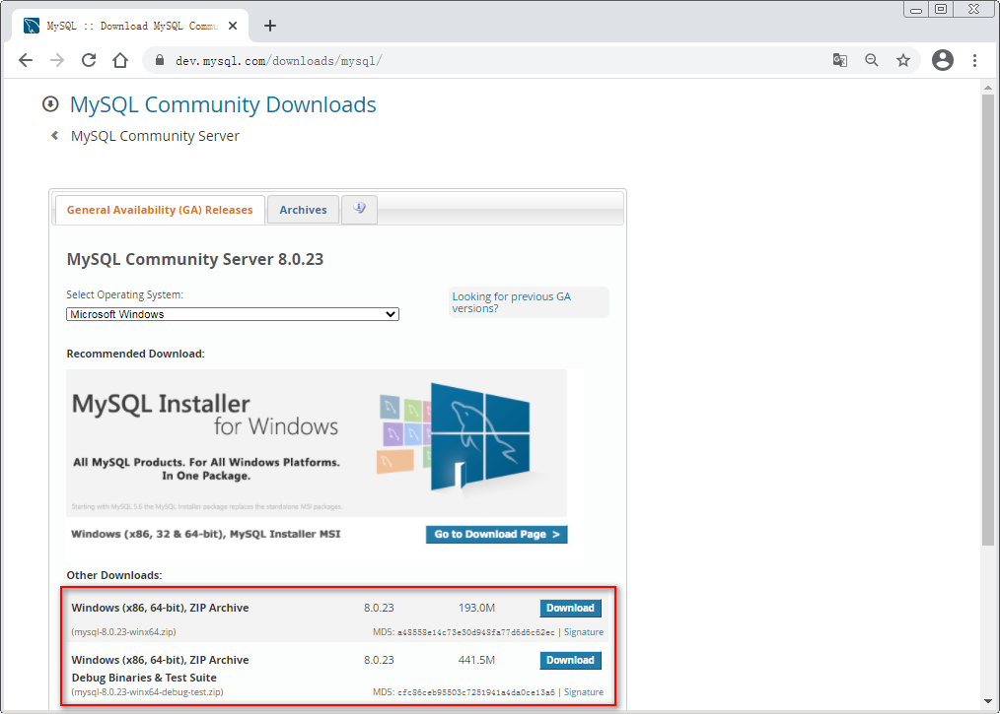 MySQL :: Download MySQL Commu
dev.mysql.com/downloads/mysql/
MySQL Community Downloads
MySQL Community Server
General Availability (GA) Releases
Archives
MySQL Community Server 8.0.23
Select Operating System:
Microsoft Windows
Looking for previous GA
versions?
Recommended Download:
MySQL Installer
for Windows
All MySQL Products. For All Windows Platforms.
In One Package.
Starting with MySQL 5.6 the MySQL Installer package replaces the standalone MSI packages.
Windows (x86, 32 & 64-bit), MySQL Installer MSI
Go to Download Page >
Other Downloads:
Windows (x86, 64-bit), ZIP Archive 8.0.23 193.0M Download
(mysql-8.0.23-winx64.zip) MD5: a48558e14c73e30d948fa77d6d6c62ec | Signature
Windows (x86, 64-bit), ZIP Archive 8.0.23 441.5M Download
Debug Binaries & Test Suite
(mysql-8.0.23-winx64-debug-test.zip) MD5: cfc86ceb95503c7251941a4da0ce13a6 | Signature